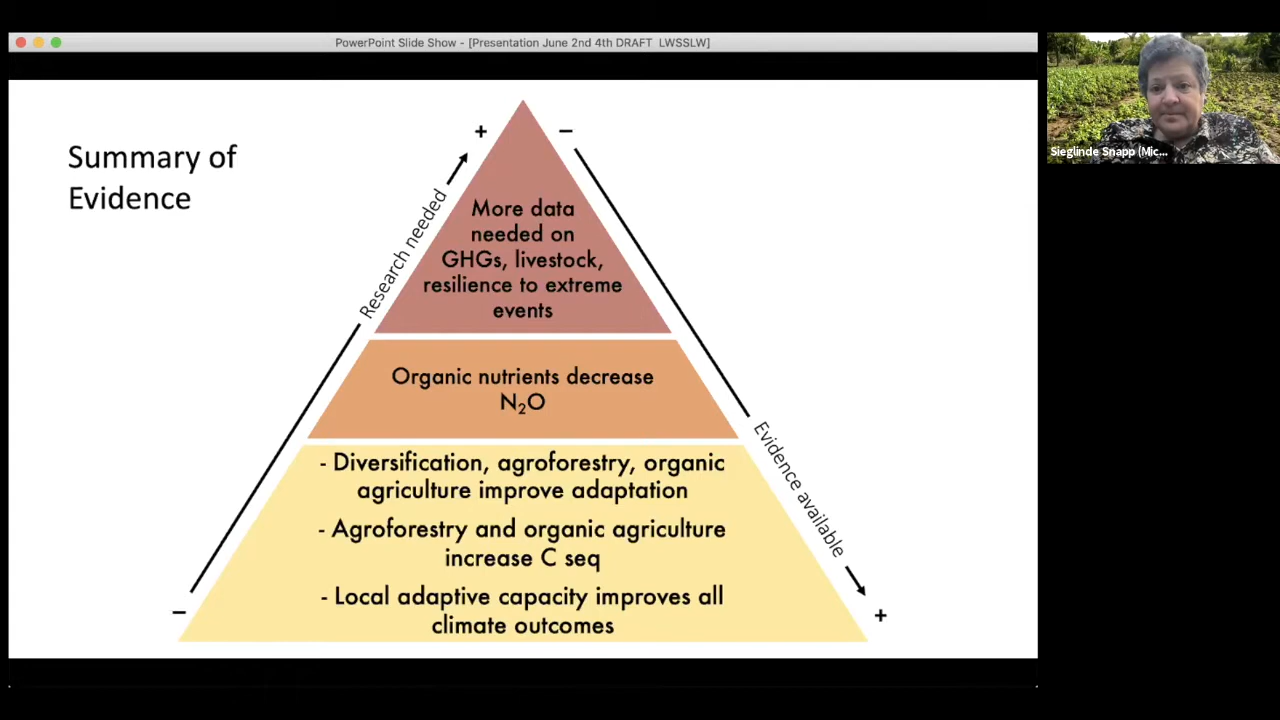 PowerPoint Slide Show - [Presentation June 2nd 4th DRAFT LWSSLW]
Sieglinde Snapp (Mic...
Summary of
Evidence
+
−
Research needed
More data
needed on
GHGs, livestock,
resilience to extreme
events
Organic nutrients decrease
N₂O
Evidence available
- Diversification, agroforestry, organic
agriculture improve adaptation
- Agroforestry and organic agriculture
increase C seq
- Local adaptive capacity improves all
climate outcomes
−
+